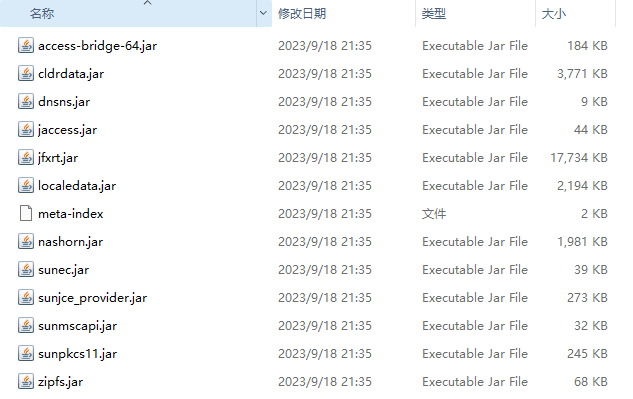 名称 修改日期 类型 大小
access-bridge-64.jar 2023/9/18 21:35 Executable Jar File 184 KB
cldrdata.jar 2023/9/18 21:35 Executable Jar File 3,771 KB
dnsns.jar 2023/9/18 21:35 Executable Jar File 9 KB
jaccess.jar 2023/9/18 21:35 Executable Jar File 44 KB
jfxrt.jar 2023/9/18 21:35 Executable Jar File 17,734 KB
localedata.jar 2023/9/18 21:35 Executable Jar File 2,194 KB
meta-index 2023/9/18 21:35 文件 2 KB
nashorn.jar 2023/9/18 21:35 Executable Jar File 1,981 KB
sunec.jar 2023/9/18 21:35 Executable Jar File 39 KB
sunjce_provider.jar 2023/9/18 21:35 Executable Jar File 273 KB
sunmscapi.jar 2023/9/18 21:35 Executable Jar File 32 KB
sunpkcs11.jar 2023/9/18 21:35 Executable Jar File 245 KB
zipfs.jar 2023/9/18 21:35 Executable Jar File 68 KB